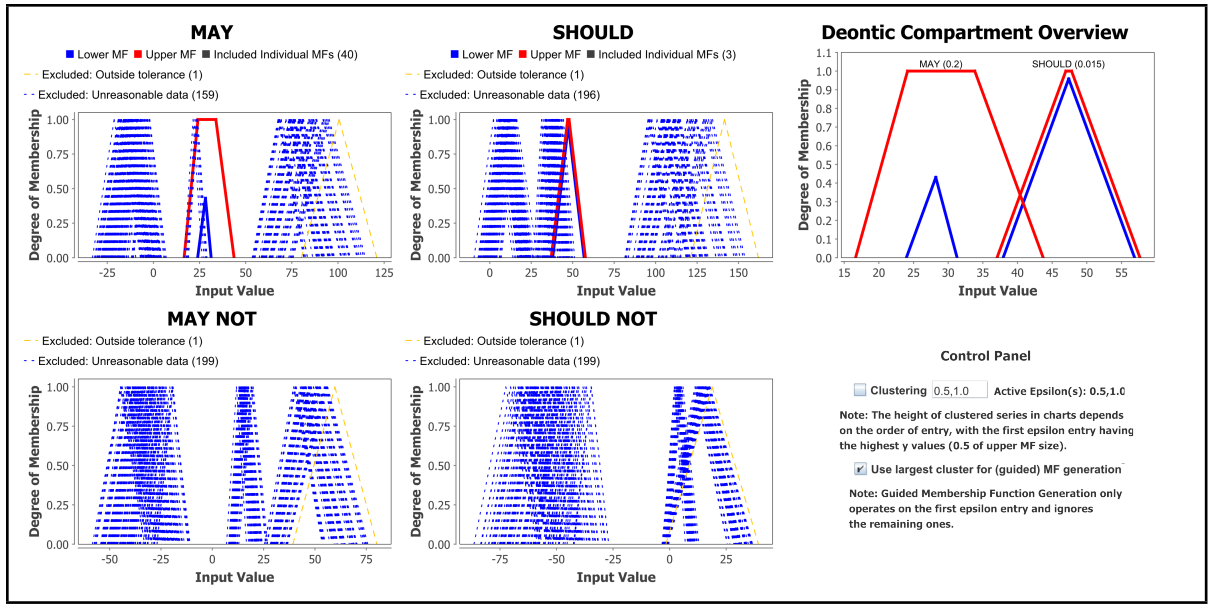 MAY
Lower MF Upper MF Included Individual MFs (40)
Excluded: Outside tolerance (1)
Excluded: Unreasonable data (159)
Degree of Membership
1.00
0.75
0.50
0.25
0.00
-25 0 25 50 75 100 125
Input Value
SHOULD
Lower MF Upper MF Included Individual MFs (3)
Excluded: Outside tolerance (1)
Excluded: Unreasonable data (196)
Degree of Membership
1.00
0.75
0.50
0.25
0.00
0 50 100 150
Input Value
Deontic Compartment Overview
MAY (0.2) SHOULD (0.015)
Degree of Membership
1.1
1.0
0.9
0.8
0.7
0.6
0.5
0.4
0.3
0.2
0.1
0.0
15 20 25 30 35 40 45 50 55
Input Value
MAY NOT
Excluded: Outside tolerance (1)
Excluded: Unreasonable data (199)
Degree of Membership
1.00
0.75
0.50
0.25
0.00
-50 -25 0 25 50 75
Input Value
SHOULD NOT
Excluded: Outside tolerance (1)
Excluded: Unreasonable data (199)
Degree of Membership
1.00
0.75
0.50
0.25
0.00
-75 -50 -25 0 25
Input Value
Control Panel
Clustering 0.5,1.0 Active Epsilon(s): 0.5,1.0
Note: The height of clustered series in charts depends
on the order of entry, with the first epsilon entry having
the highest y values (0.5 of upper MF size).
Use largest cluster for (guided) MF generation
Note: Guided Membership Function Generation only
operates on the first epsilon entry and ignores
the remaining ones.